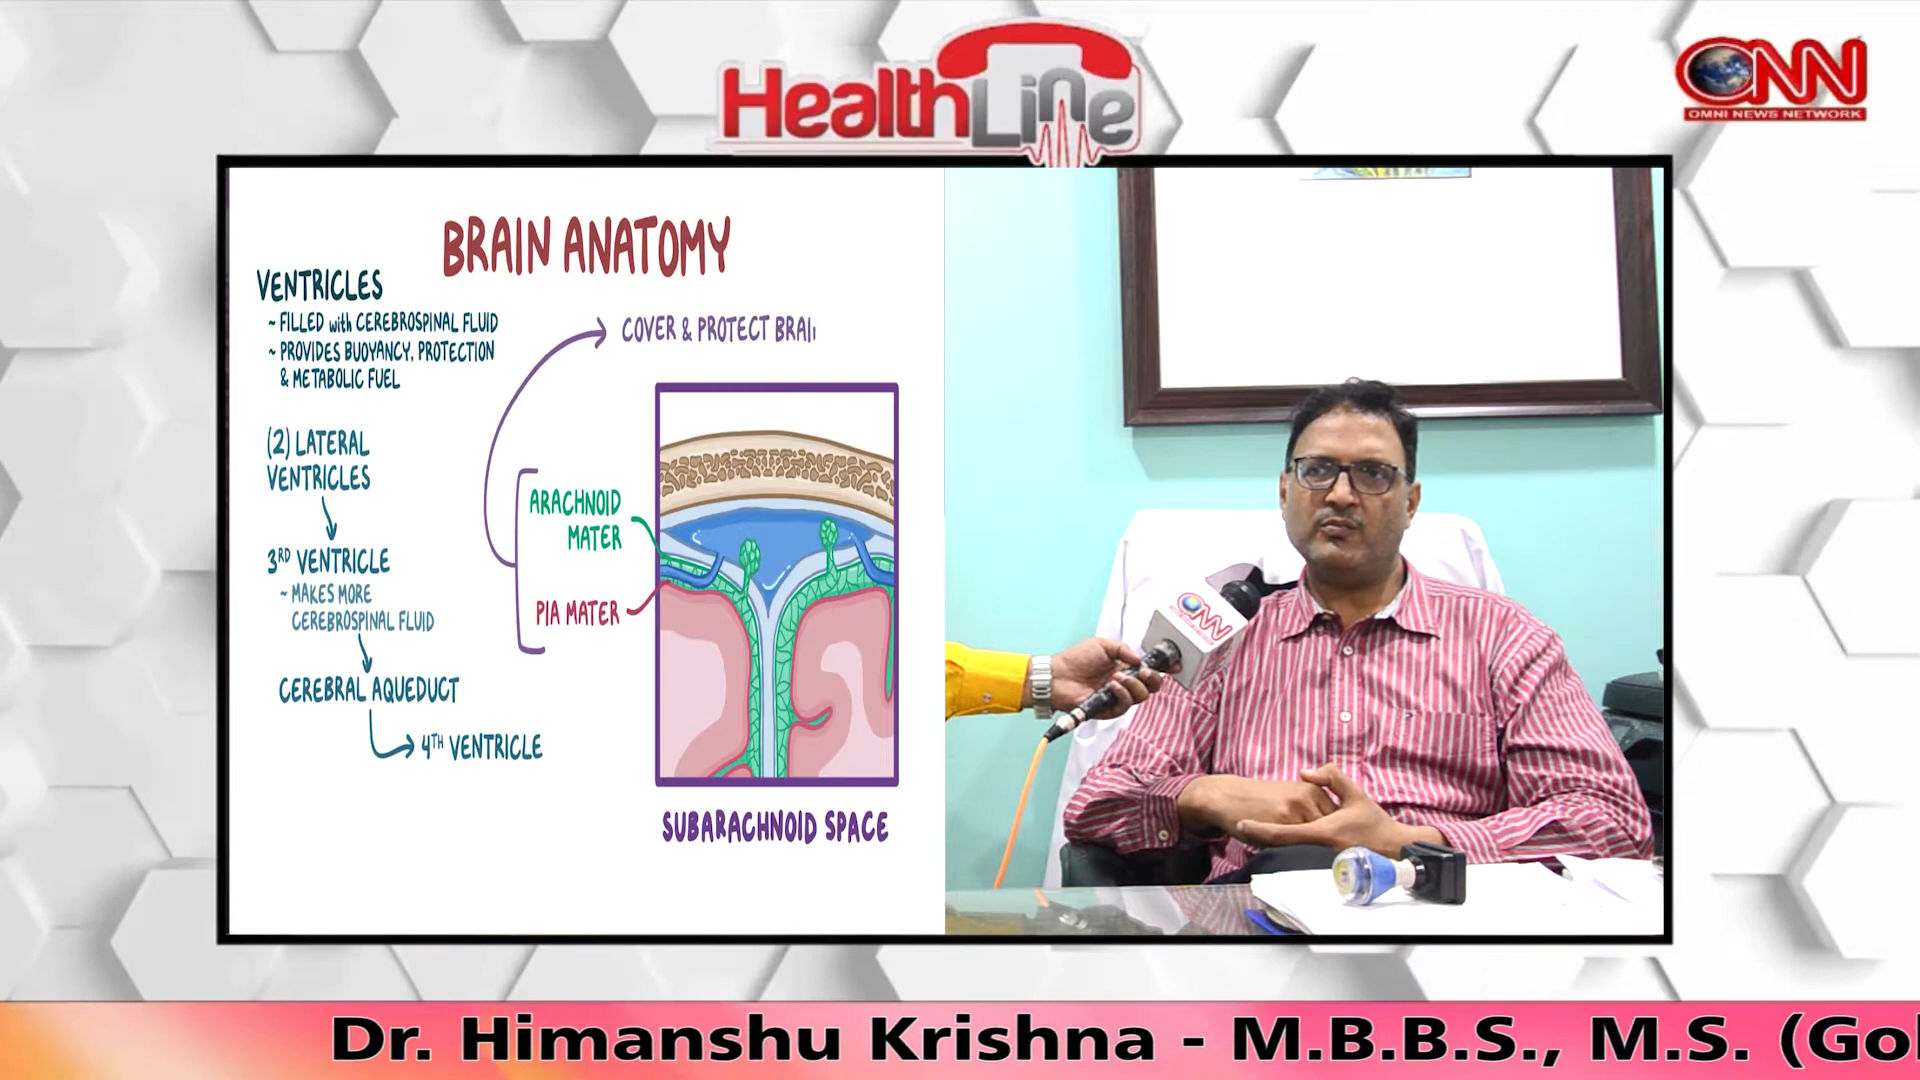 HealthLine
ONN
OMNI NEWS NETWORK
BRAIN ANATOMY
VENTRICLES
~ FILLED with CEREBROSPINAL FLUID
~ PROVIDES BUOYANCY, PROTECTION
& METABOLIC FUEL
(2) LATERAL
VENTRICLES
3RD VENTRICLE
~ MAKES MORE
CEREBROSPINAL FLUID
CEREBRAL AQUEDUCT
4TH VENTRICLE
COVER & PROTECT BRAI
ARACHNOID
MATER
PIA MATER
SUBARACHNOID SPACE
ONN
Dr. Himanshu Krishna - M.B.B.S., M.S. (Gol